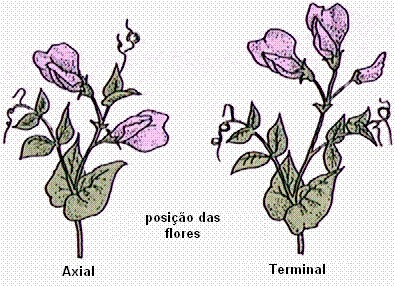 posição das
flores
Axial
Terminal